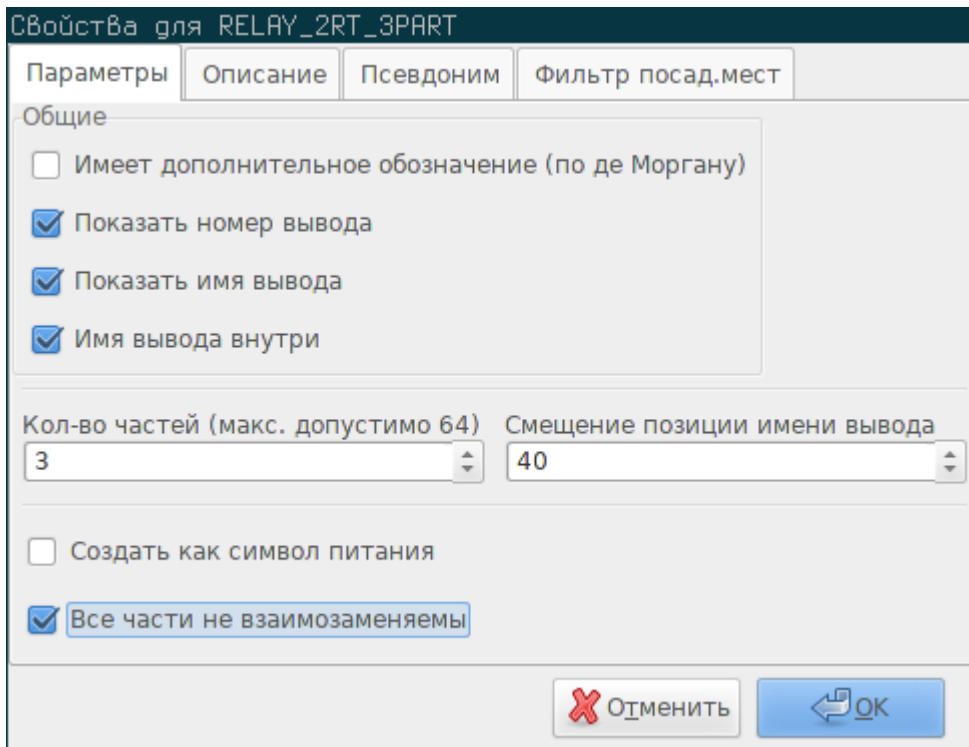 Свойства для RELAY_2RT_3PART
Параметры Описание Псевдоним Фильтр посад.мест
Общие
Имеет дополнительное обозначение (по де Моргану)
Показать номер вывода
Показать имя вывода
Имя вывода внутри
Кол-во частей (макс. допустимо 64) Смещение позиции имени вывода
3 40
Создать как символ питания
Все части не взаимозаменяемы
Отменить OK